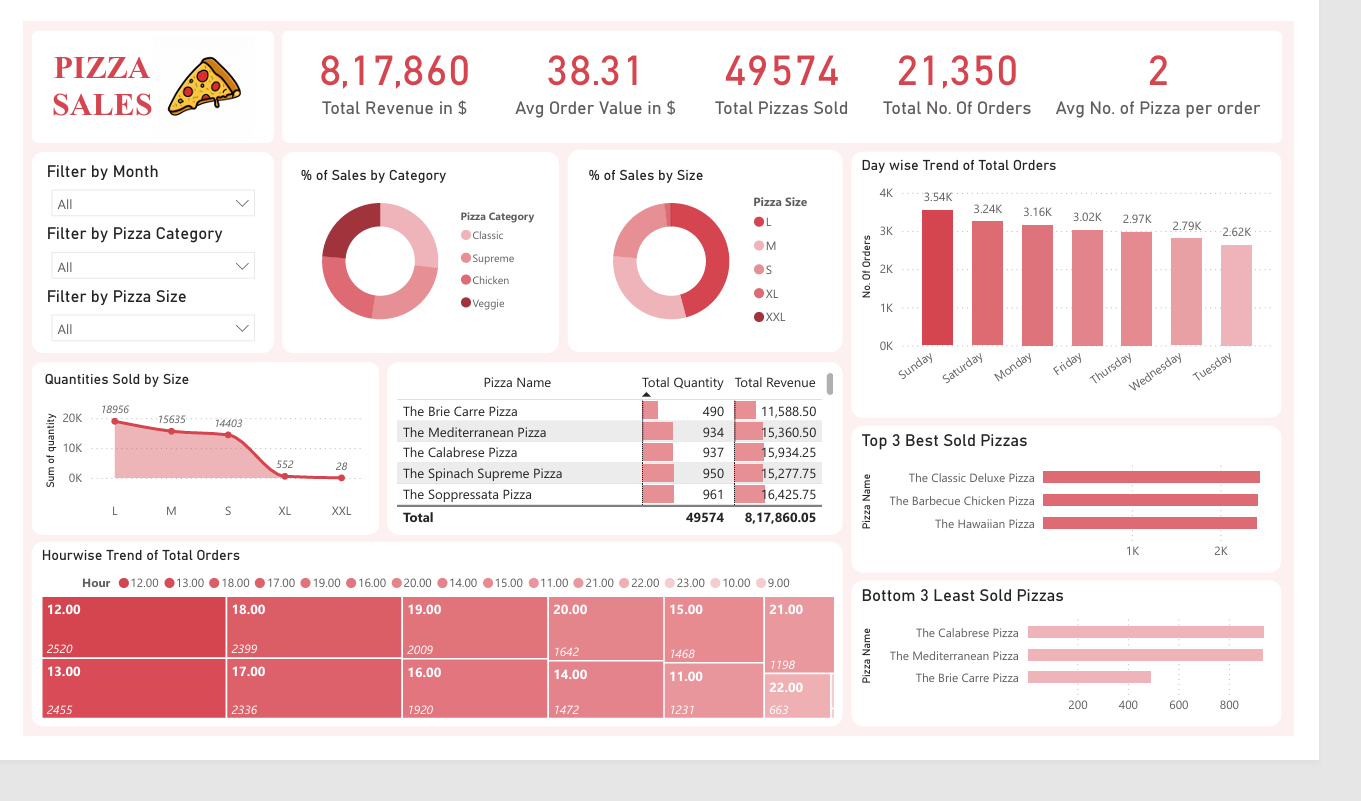 PIZZA
SALES
8,17,860
Total Revenue in $
38.31
Avg Order Value in $
49574
Total Pizzas Sold
21,350
Total No. Of Orders
2
Avg No. of Pizza per order
Filter by Month
All
Filter by Pizza Category
All
Filter by Pizza Size
All
% of Sales by Category
Pizza Category
Classic
Supreme
Chicken
Veggie
% of Sales by Size
Pizza Size
L
M
S
XL
XXL
Day wise Trend of Total Orders
No. Of Orders
4K
3K
2K
1K
0K
3.54K
3.24K
3.16K
3.02K
2.97K
2.79K
2.62K
Sunday
Saturday
Monday
Friday
Thursday
Wednesday
Tuesday
Quantities Sold by Size
Sum of quantity
20K
10K
0K
18956
15635
14403
552
28
L
M
S
XL
XXL
Pizza Name Total Quantity Total Revenue
The Brie Carre Pizza 490 11,588.50
The Mediterranean Pizza 934 15,360.50
The Calabrese Pizza 937 15,934.25
The Spinach Supreme Pizza 950 15,277.75
The Soppressata Pizza 961 16,425.75
Total 49574 8,17,860.05
Top 3 Best Sold Pizzas
Pizza Name
The Classic Deluxe Pizza
The Barbecue Chicken Pizza
The Hawaiian Pizza
1K 2K
Hourwise Trend of Total Orders
Hour 12.00 13.00 18.00 17.00 19.00 16.00 20.00 14.00 15.00 11.00 21.00 22.00 23.00 10.00 9.00
12.00
2520
13.00
2455
18.00
2399
17.00
2336
19.00
2009
16.00
1920
20.00
1642
14.00
1472
15.00
1468
11.00
1231
21.00
1198
22.00
663
Bottom 3 Least Sold Pizzas
Pizza Name
The Calabrese Pizza
The Mediterranean Pizza
The Brie Carre Pizza
200 400 600 800